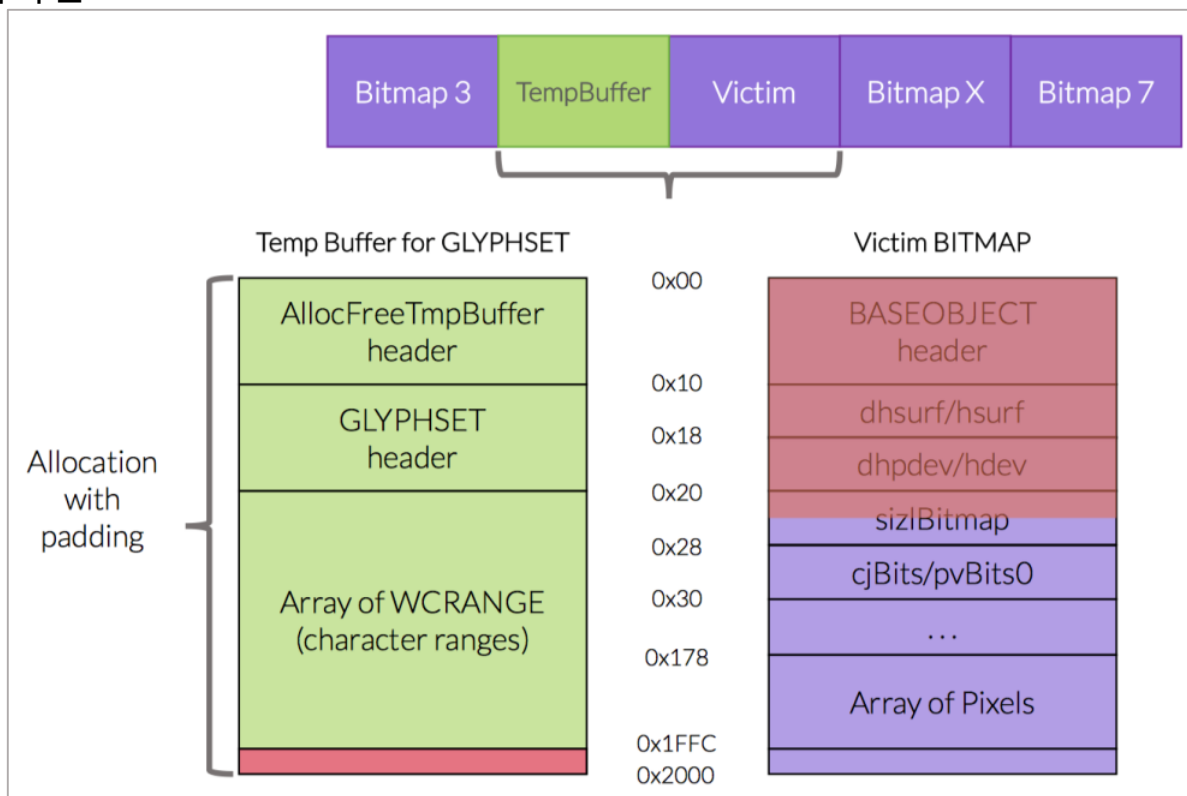 Bitmap 3 TempBuffer Victim Bitmap X Bitmap 7
Temp Buffer for GLYPHSET
Victim BITMAP
Allocation
with
padding
AllocFreeTmpBuffer
header
GLYPHSET
header
Array of WCRANGE
(character ranges)
0x00
0x10
0x18
0x20
0x28
0x30
0x178
0x1FFC
0x2000
BASEOBJECT
header
dhsurf/hsurf
dhpdev/hdev
sizlBitmap
cjBits/pvBits0
...
Array of Pixels